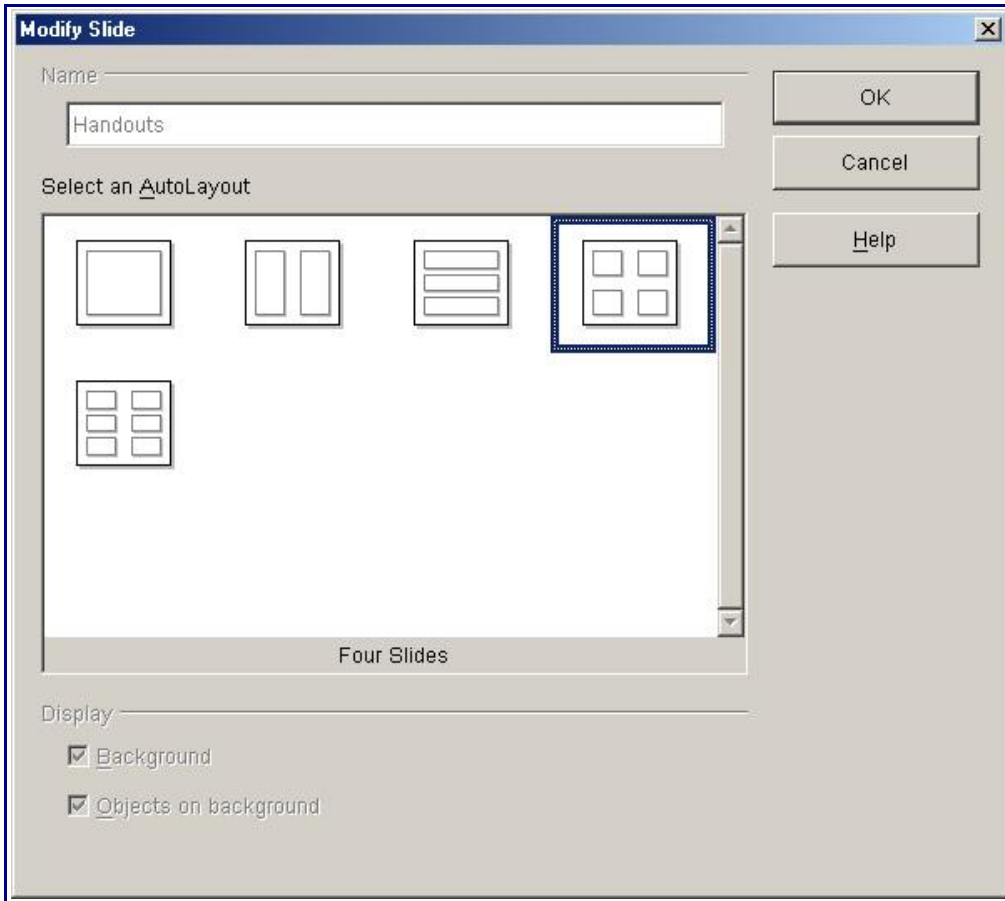 Modify Slide
Name
OK
Handouts
Cancel
Select an AutoLayout
Help
Four Slides
Display
Background
Objects on background